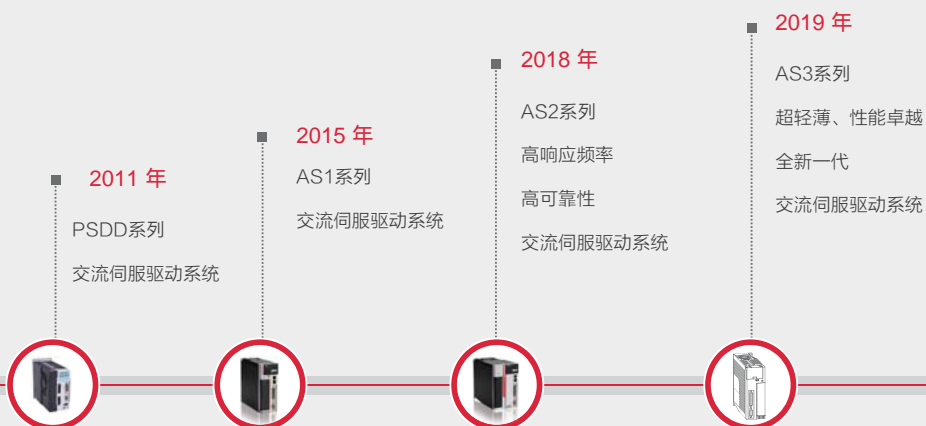 2011 年
PSDD系列
交流伺服驱动系统
2015 年
AS1系列
交流伺服驱动系统
2018 年
AS2系列
高响应频率
高可靠性
交流伺服驱动系统
2019 年
AS3系列
超轻薄、性能卓越
全新一代
交流伺服驱动系统